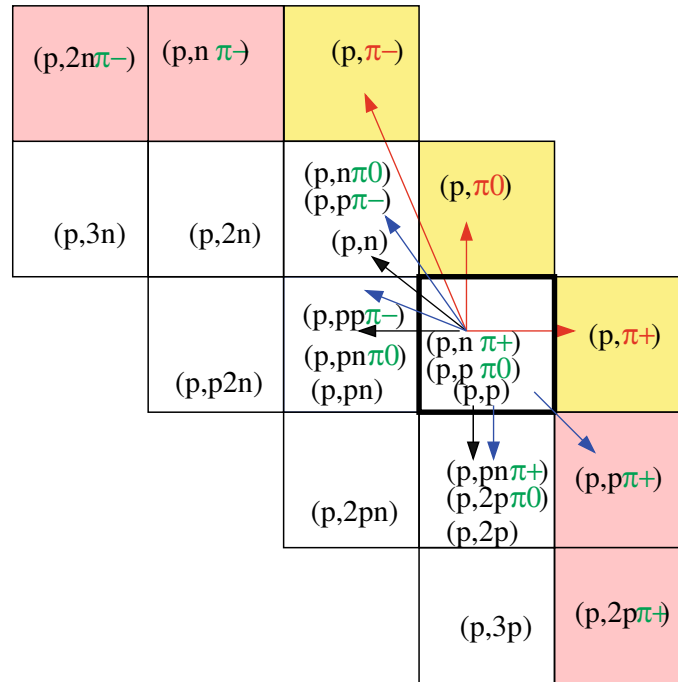 (p,2nπ−)
(p,n π−)
(p,π−)
(p,3n)
(p,2n)
(p,nπ0)
(p,pπ−)
(p,n)
(p,π0)
(p,p2n)
(p,ppπ−)
(p,pnπ0)
(p,pn)
(p,n π+)
(p,p π0)
(p,p)
(p,π+)
(p,2pn)
(p,pnπ+)
(p,2pπ0)
(p,2p)
(p,pπ+)
(p,3p)
(p,2pπ+)